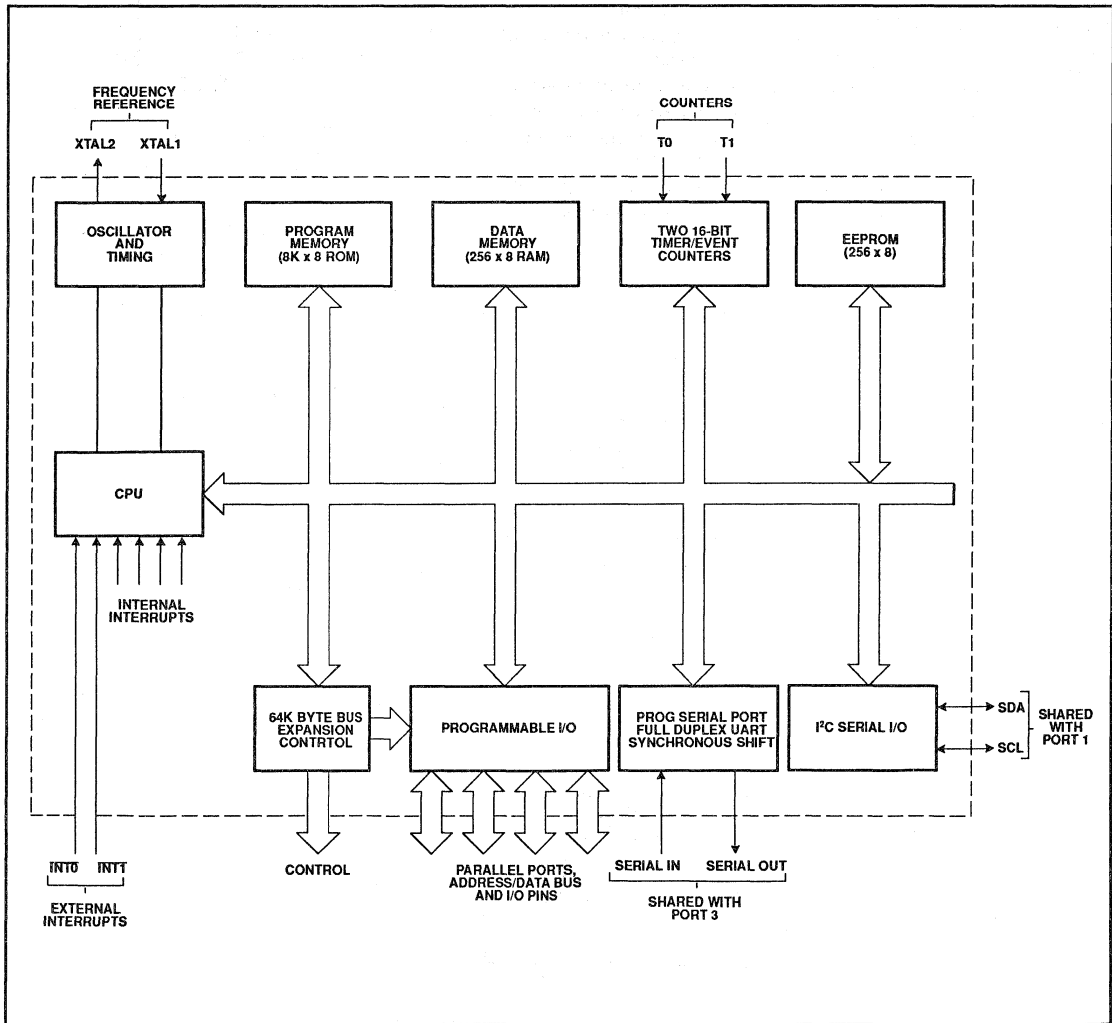 FREQUENCY
REFERENCE
XTAL2 XTAL1
COUNTERS
T0 T1
OSCILLATOR
AND
TIMING
PROGRAM
MEMORY
(8K x 8 ROM)
DATA
MEMORY
(256 x 8 RAM)
TWO 16-BIT
TIMER/EVENT
COUNTERS
EEPROM
(256 x 8)
CPU
INTERNAL
INTERRUPTS
64K BYTE BUS
EXPANSION
CONTRTOL
PROGRAMMABLE I/O
PROG SERIAL PORT
FULL DUPLEX UART
SYNCHRONOUS SHIFT
I²C SERIAL I/O
SDA
SCL
SHARED
WITH
PORT 1
INT0 INT1
EXTERNAL
INTERRUPTS
CONTROL
PARALLEL PORTS,
ADDRESS/DATA BUS
AND I/O PINS
SERIAL IN SERIAL OUT
SHARED WITH
PORT 3